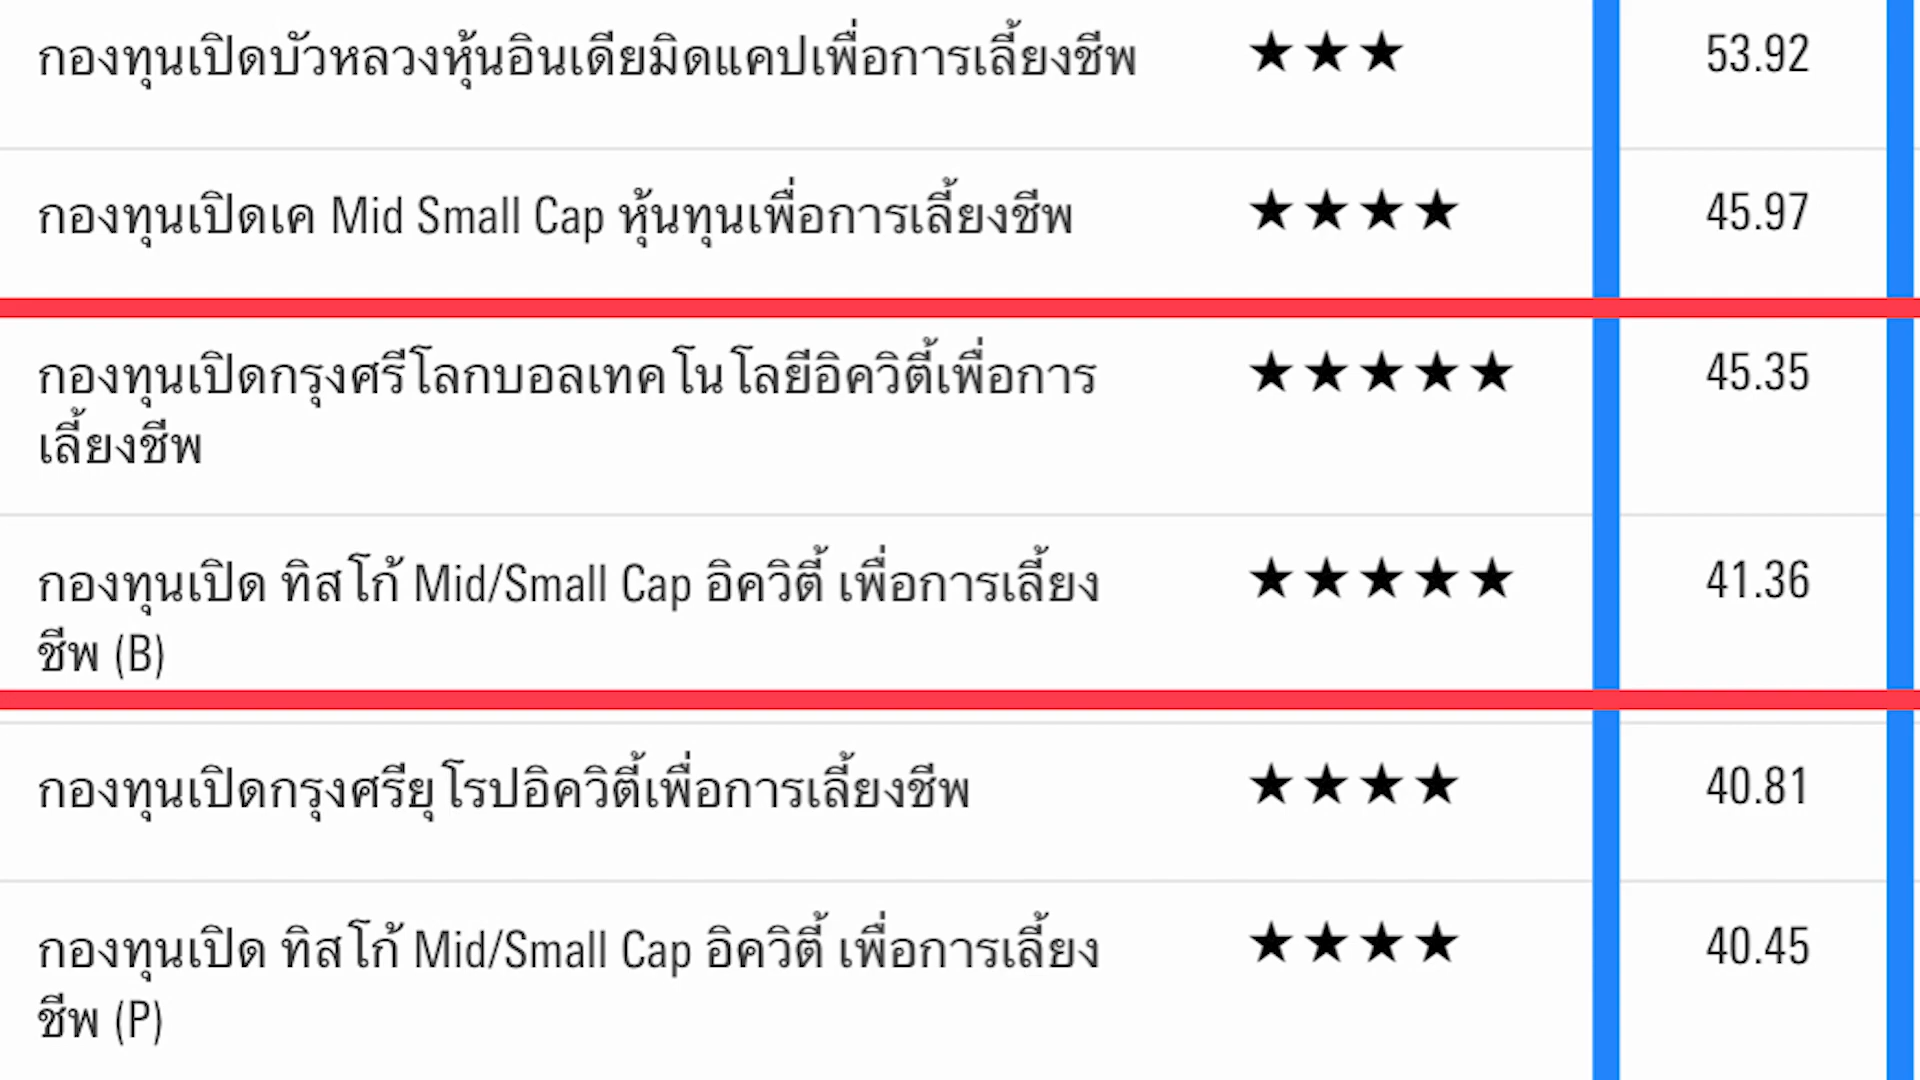 กองทุนเปิดบัวหลวงหุ้นอินเดียมิดแคปเพื่อการเลี้ยงชีพ ★★★ 53.92
กองทุนเปิดเค Mid Small Cap หุ้นทุนเพื่อการเลี้ยงชีพ ★★★★ 45.97
กองทุนเปิดกรุงศรีโลกบอลเทคโนโลยีอิควิตี้เพื่อการ ★★★★★ 45.35
เลี้ยงชีพ
กองทุนเปิด ทิสโก้ Mid/Small Cap อิควิตี้ เพื่อการเลี้ยง ★★★★★ 41.36
ชีพ (B)
กองทุนเปิดกรุงศรียุโรปอิควิตี้เพื่อการเลี้ยงชีพ ★★★★ 40.81
กองทุนเปิด ทิสโก้ Mid/Small Cap อิควิตี้ เพื่อการเลี้ยง ★★★★ 40.45
ชีพ (P)